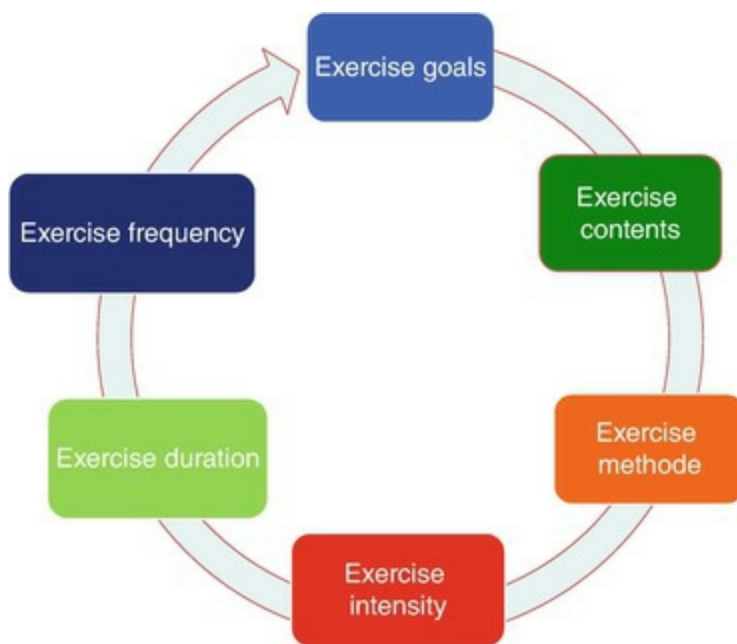 Exercise goals
Exercise
contents
Exercise
methode
Exercise
intensity
Exercise duration
Exercise frequency